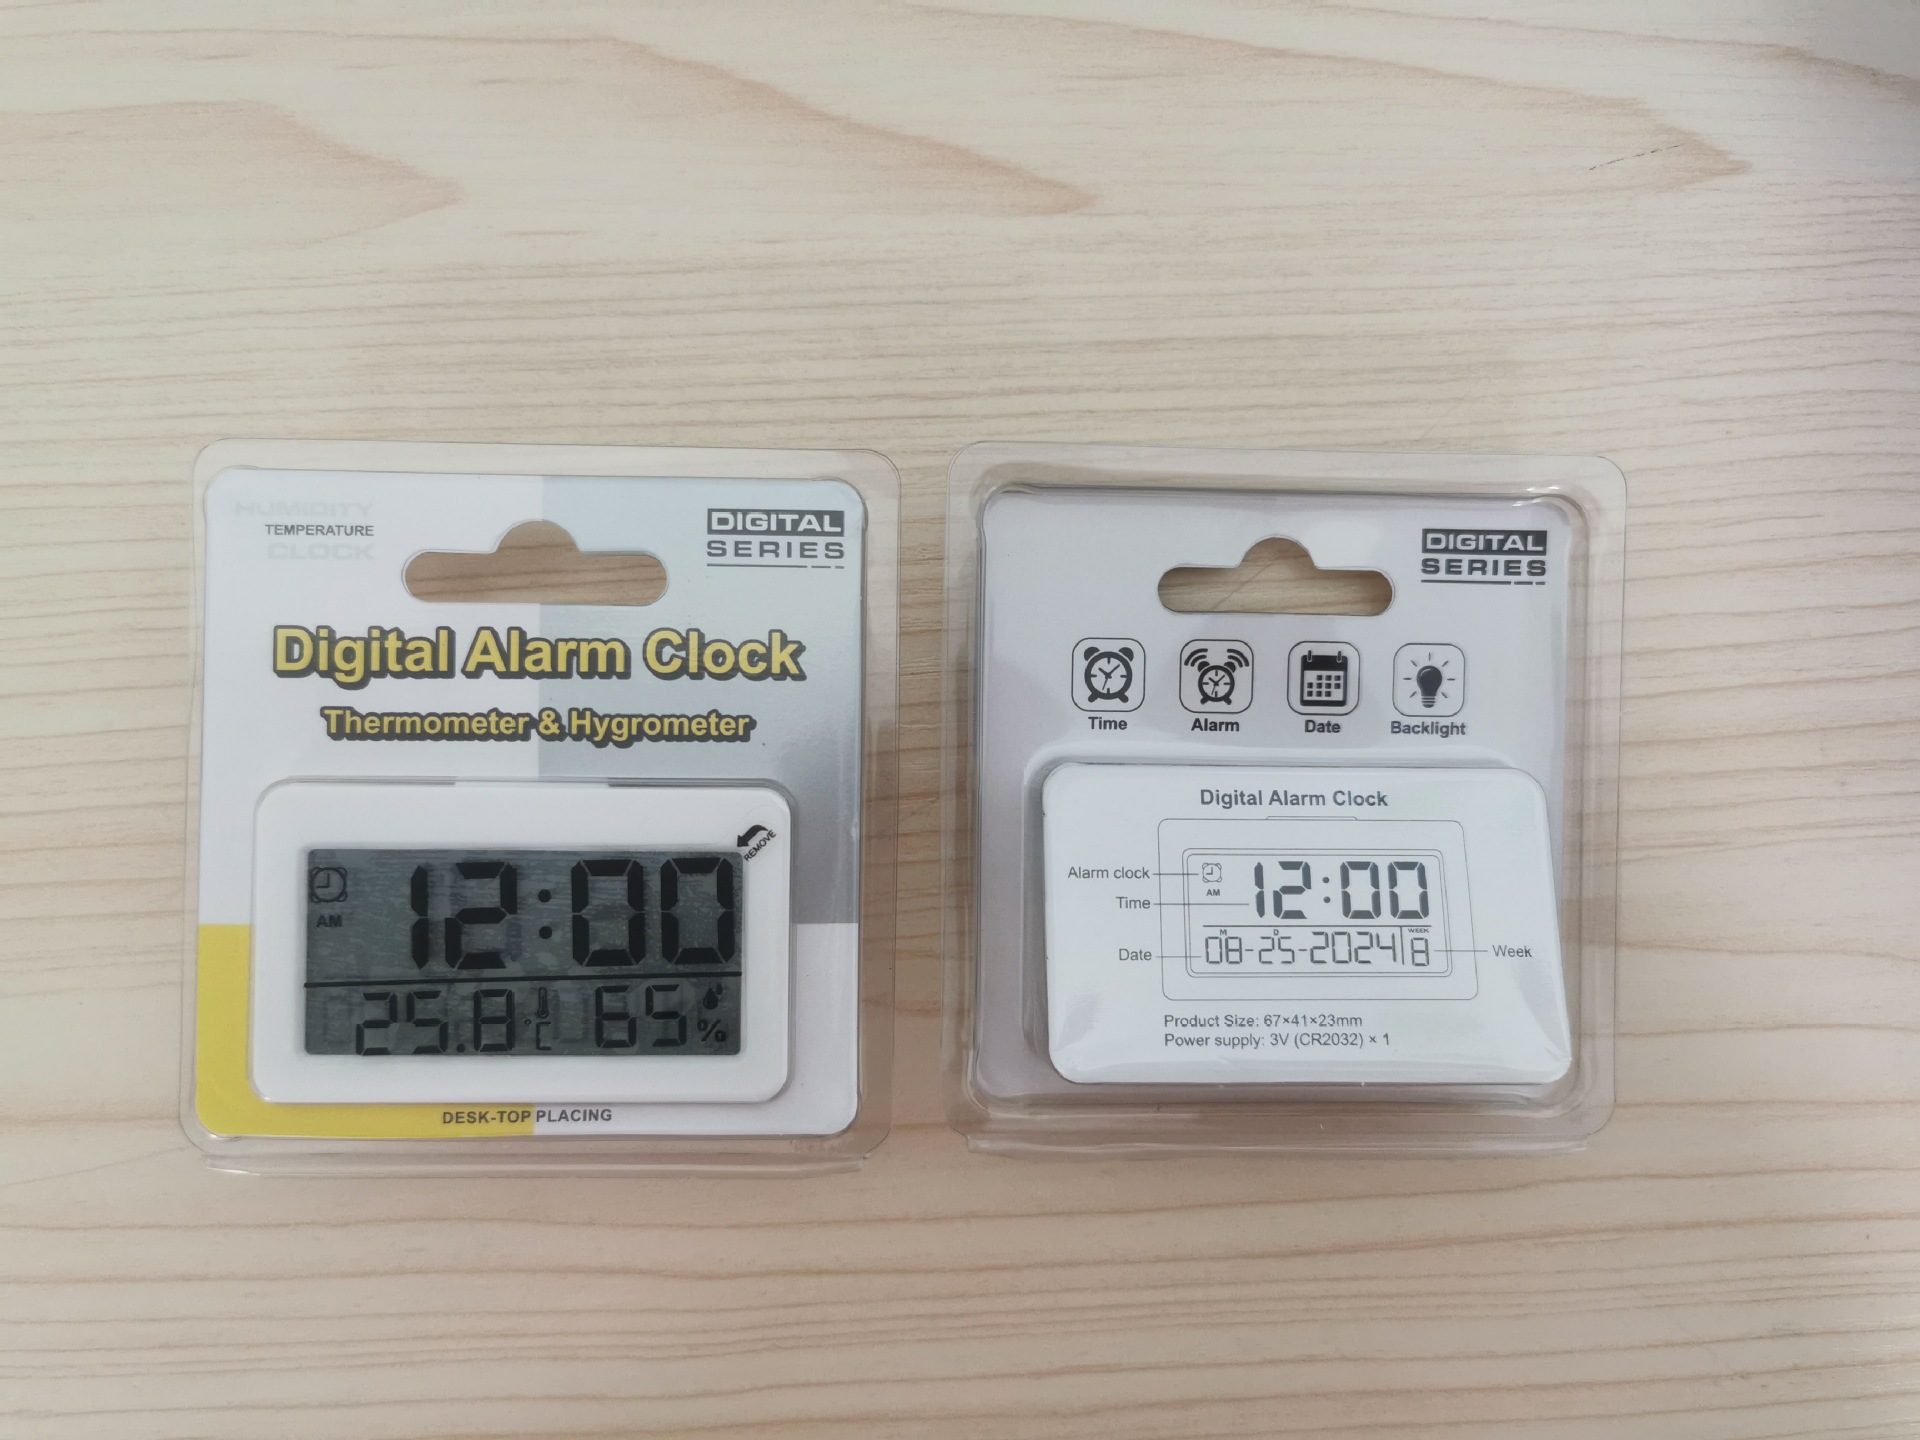 HUMIDITY
TEMPERATURE
CLOCK
DIGITAL
SERIES
Digital Alarm Clock
Thermometer & Hygrometer
REMOVE
AM
12:00
25.8 °C 65 %
DESK-TOP PLACING
DIGITAL
SERIES
Time Alarm Date Backlight
Digital Alarm Clock
Alarm clock
AM
12:00
Time
M D WEEK
08-25-2024 8
Date
Week
Product Size: 67×41×23mm
Power supply: 3V (CR2032) × 1